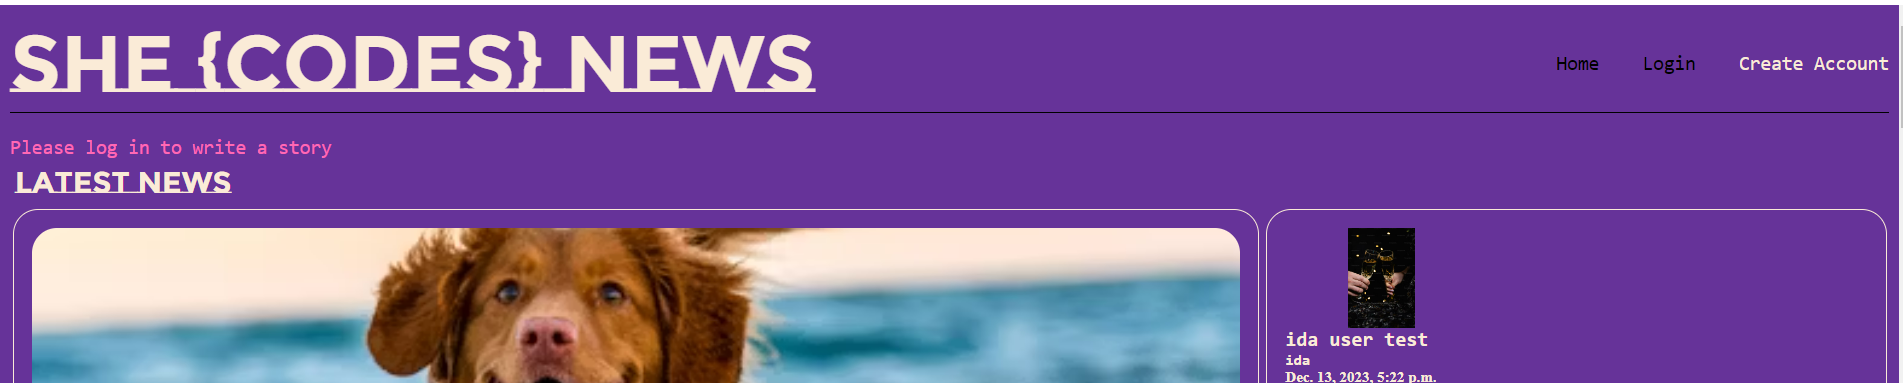 SHE {CODES} NEWS
Home Login Create Account
Please log in to write a story
LATEST NEWS
ida user test
ida
Dec. 13, 2023, 5:22 p.m.